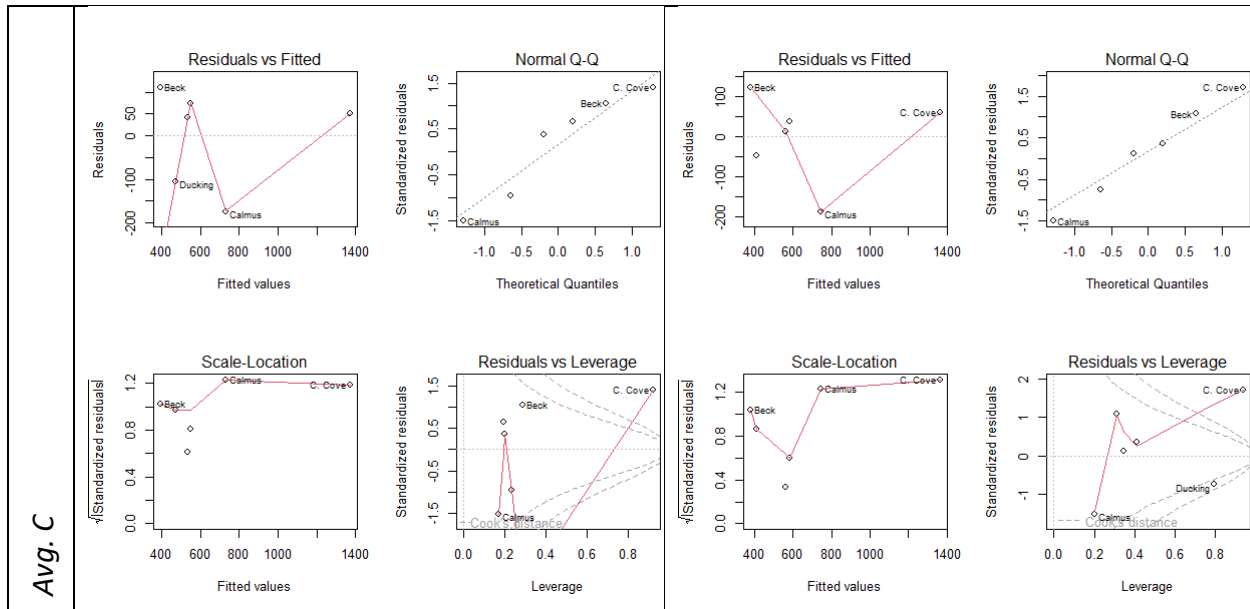 Avg. C
Residuals vs Fitted
Residuals
50
0
-100
-200
Beck
Ducking
Calmus
400 600 800 1000 1400
Fitted values
Normal Q-Q
Standardized residuals
1.5
0.5
-0.5
-1.5
C. Cove
Beck
Calmus
-1.0 0.0 0.5 1.0
Theoretical Quantiles
Scale-Location
√|Standardized residuals|
1.2
0.8
0.4
0.0
Beck
Calmus
C. Cove
400 600 800 1000 1400
Fitted values
Residuals vs Leverage
Standardized residuals
1.5
0.5
-0.5
-1.5
C. Cove
Beck
Calmus
Cook's distance
0.0 0.2 0.4 0.6 0.8
Leverage
Residuals vs Fitted
Residuals
100
0
-100
-200
Beck
C. Cove
Calmus
400 600 800 1000 1400
Fitted values
Normal Q-Q
Standardized residuals
1.5
0.5
-0.5
-1.5
C. Cove
Beck
Calmus
-1.0 0.0 0.5 1.0
Theoretical Quantiles
Scale-Location
√|Standardized residuals|
1.2
0.8
0.4
0.0
Beck
Calmus
C. Cove
400 600 800 1000 1400
Fitted values
Residuals vs Leverage
Standardized residuals
2
1
0
1
C. Cove
Ducking
Calmus
Cook's distance
0.0 0.2 0.4 0.6 0.8
Leverage